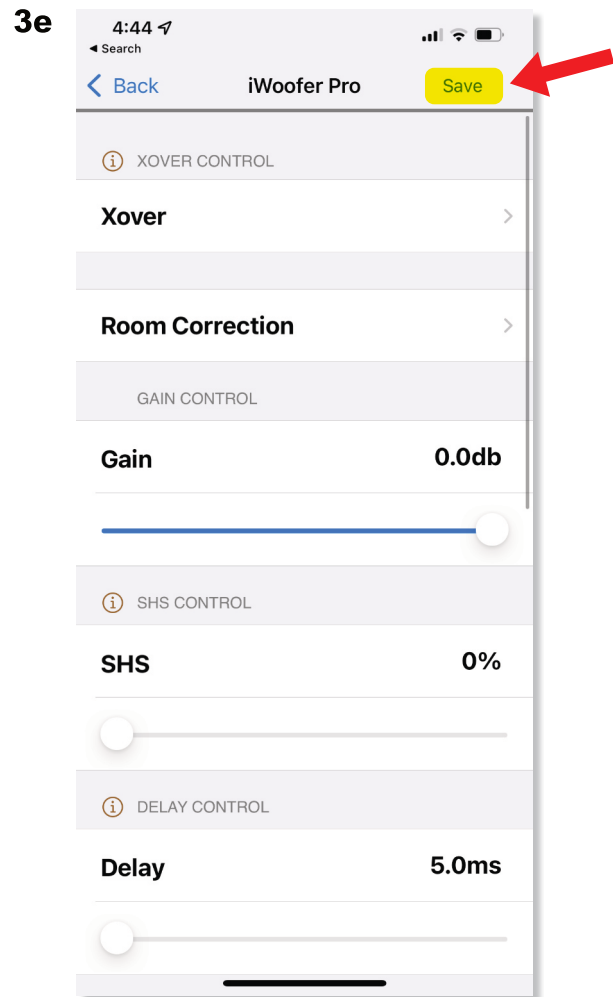 3e
4:44
◄ Search
Back iWoofer Pro Save
XOVER CONTROL
Xover
Room Correction
GAIN CONTROL
Gain 0.0db
SHS CONTROL
SHS 0%
DELAY CONTROL
Delay 5.0ms